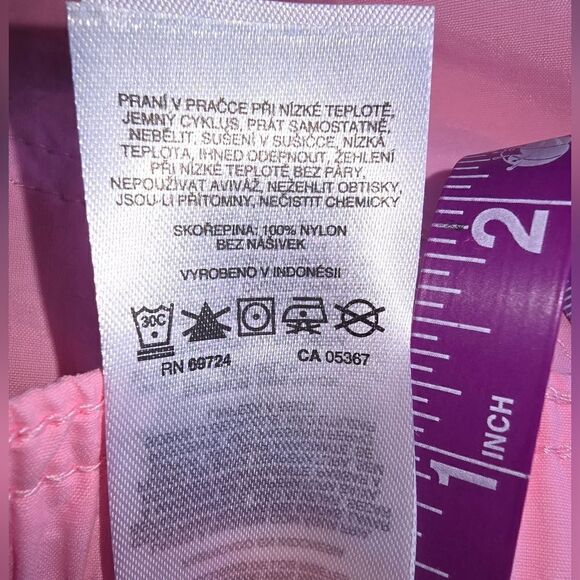 PRANÍ V PRAČCE PŘI NÍZKÉ TEPLOTĚ,
JEMNÝ CYKLUS, PRÁT SAMOSTATNĚ,
NEBĚLIT, SUŠENÍ V SUŠIČCE, NÍZKÁ
TEPLOTA, IHNED ODEPNOUT, ŽEHLENÍ
PŘI NÍZKÉ TEPLOTĚ BEZ PÁRY,
NEPOUŽÍVAT AVIVÁŽ, NEŽEHLIT OBTISKY,
JSOU-LI PŘÍTOMNY, NEČISTIT CHEMICKY
SKOŘEPINA: 100% NYLON
BEZ NÁŠIVEK
VYROBENO V INDONÉSII
30C
RN 69724 CA 05367
2
1 INCH